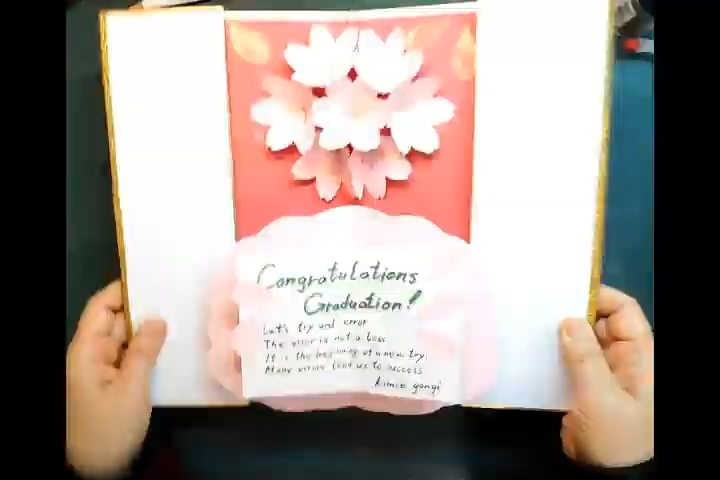 Congratulations
Graduation!
Let's try and error
The error is not a loss
It is the beginning of a new try.
Many errors lead us to success